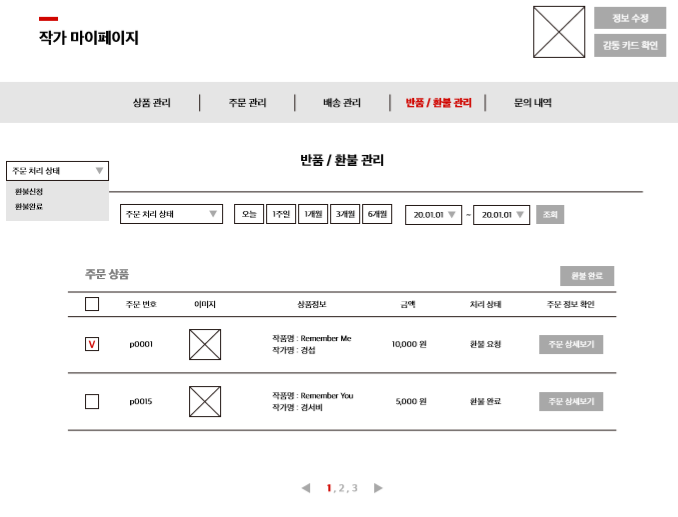 작가 마이페이지
정보 수정
감동 카드 확인
상품 관리 주문 관리 배송 관리 반품 / 환불 관리 문의 내역
반품 / 환불 관리
주문 처리 상태 ▼
환불신청
환불완료
주문 처리 상태 ▼ 오늘 1주일 1개월 3개월 6개월 20.01.01 ▼ ~ 20.01.01 ▼ 조회
주문 상품 환불 완료
주문 번호 이미지 상품정보 금액 처리 상태 주문 정보 확인
V p0001 작품명 : Remember Me 10,000 원 환불 요청 주문 상세보기
작가명 : 경섭
p0015 작품명 : Remember You 5,000 원 환불 완료 주문 상세보기
작가명 : 경서비
◀ 1 , 2 , 3 ▶